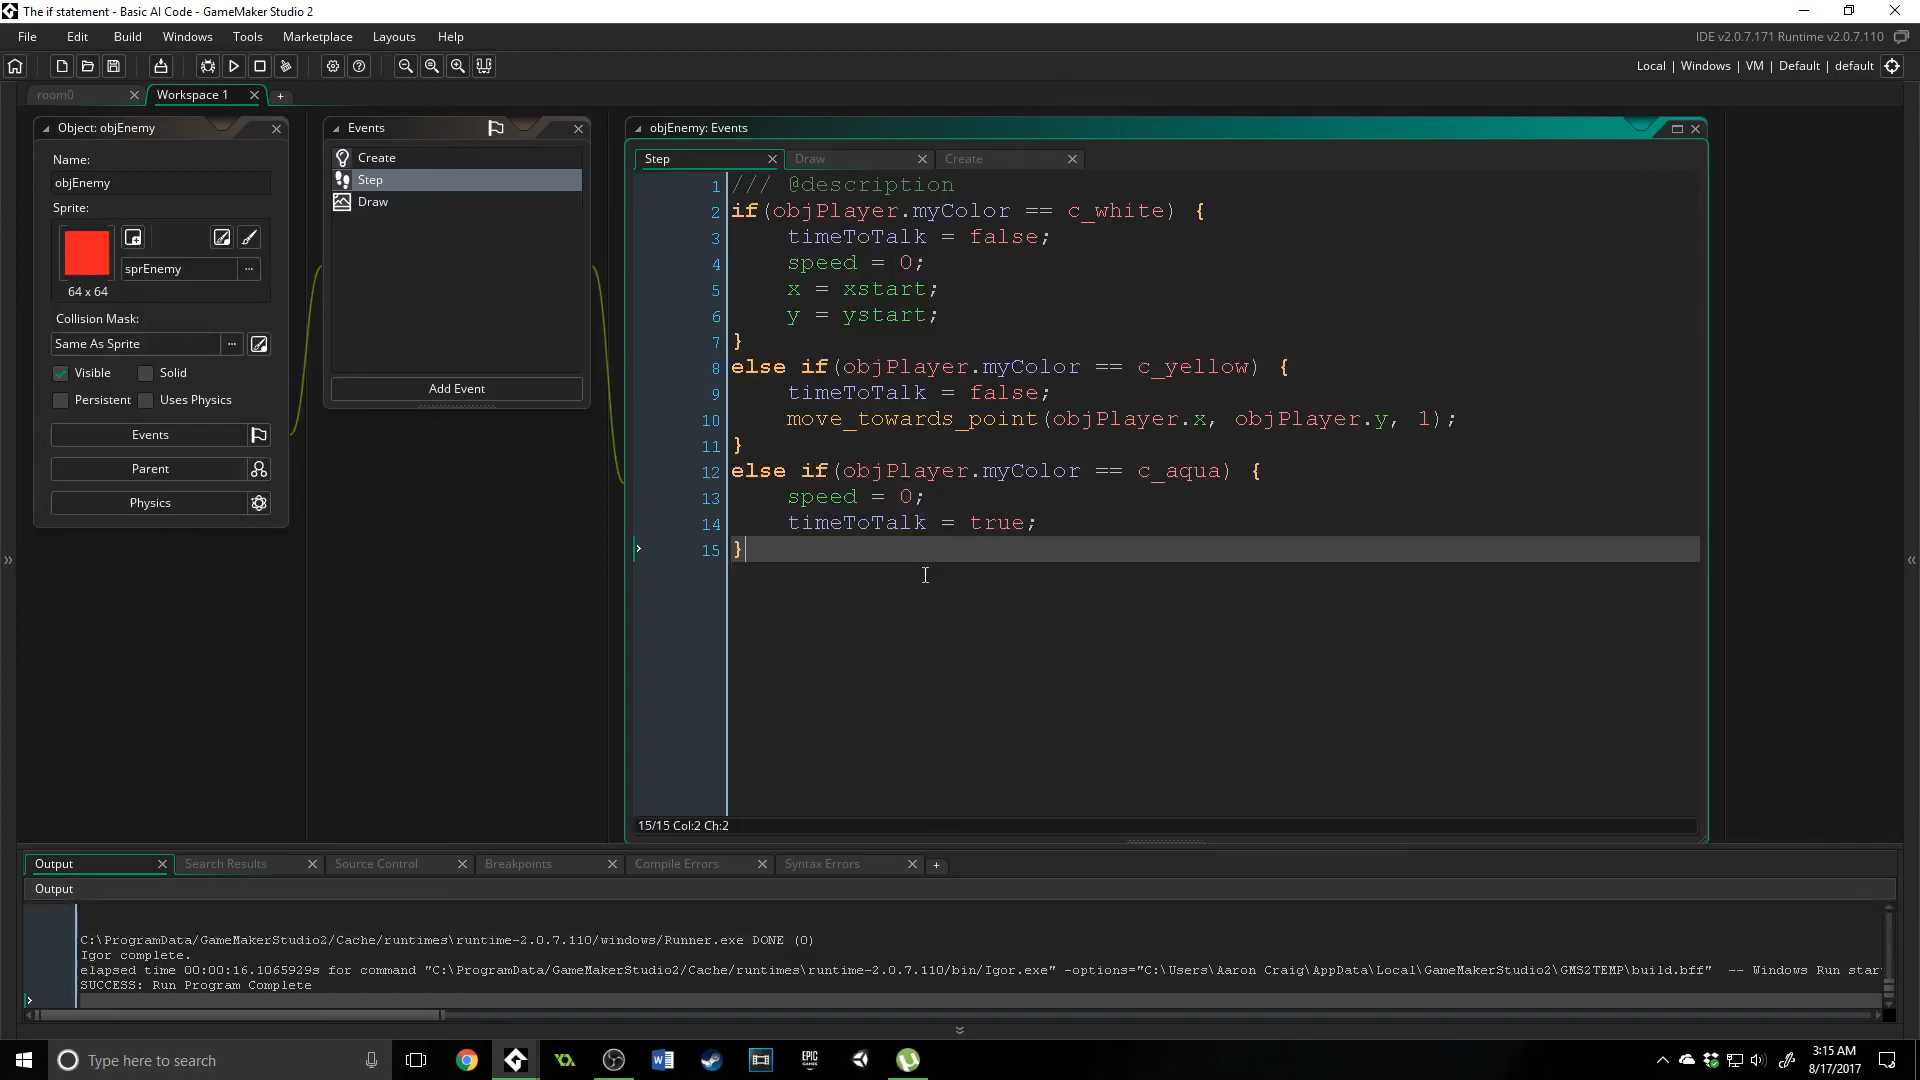 The if statement - Basic AI Code - GameMaker Studio 2
File Edit Build Windows Tools Marketplace Layouts Help
IDE v2.0.7.171 Runtime v2.0.7.110
Local | Windows | VM | Default | default
room0
Workspace 1
Object: objEnemy
Name:
objEnemy
Sprite:
sprEnemy
64 x 64
Collision Mask:
Same As Sprite
Visible Solid
Persistent Uses Physics
Events
Parent
Physics
Events
Create
Step
Draw
Add Event
objEnemy: Events
Step Draw Create
1 /// @description
2 if(objPlayer.myColor == c_white) {
3 timeToTalk = false;
4 speed = 0;
5 x = xstart;
6 y = ystart;
7 }
8 else if(objPlayer.myColor == c_yellow) {
9 timeToTalk = false;
10 move_towards_point(objPlayer.x, objPlayer.y, 1);
11 }
12 else if(objPlayer.myColor == c_aqua) {
13 speed = 0;
14 timeToTalk = true;
15 }
15/15 Col:2 Ch:2
Output Search Results Source Control Breakpoints Compile Errors Syntax Errors
Output
C:\ProgramData/GameMakerStudio2/Cache/runtimes\runtime-2.0.7.110/windows/Runner.exe DONE (0)
Igor complete.
elapsed time 00:00:16.1065929s for command "C:\ProgramData/GameMakerStudio2/Cache/runtimes\runtime-2.0.7.110/bin/Igor.exe" -options="C:\Users\Aaron Craig\AppData\Local\GameMakerStudio2\GMS2TEMP\build.bff" -- Windows Run star
SUCCESS: Run Program Complete
Type here to search
EPIC
GAMES
3:15 AM
8/17/2017